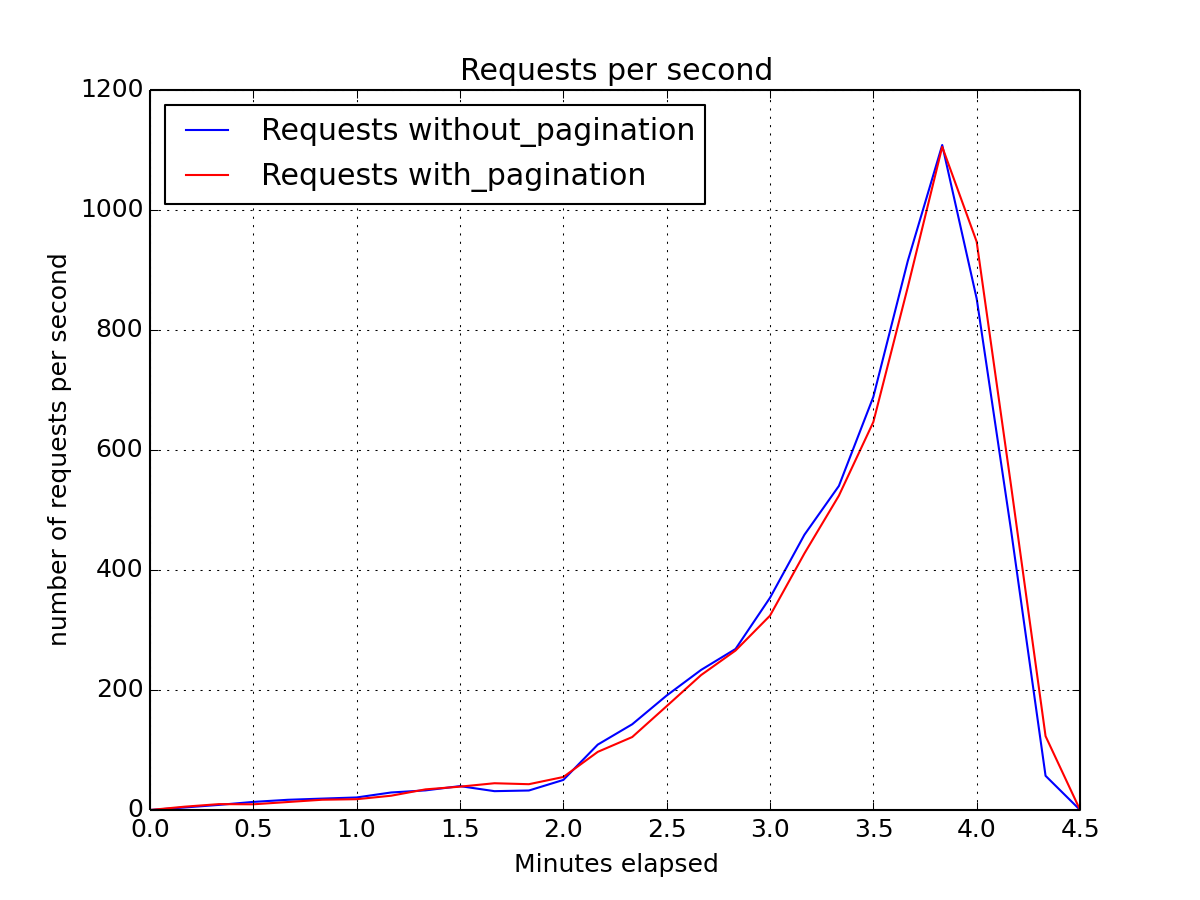 Requests per second
1200
Requests without_pagination
Requests with_pagination
1000
800
600
400
200
0
number of requests per second
0.0 0.5 1.0 1.5 2.0 2.5 3.0 3.5 4.0 4.5
Minutes elapsed